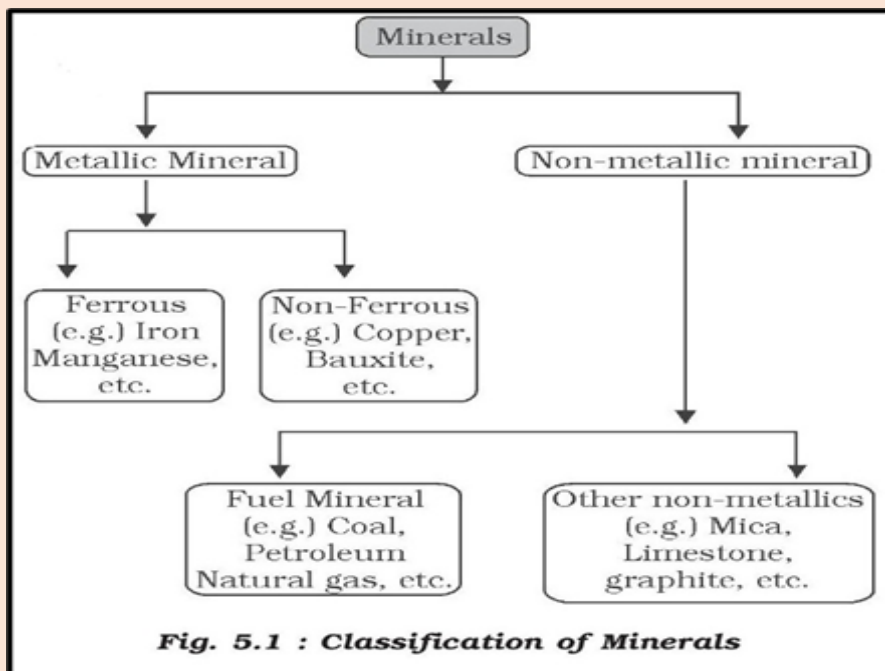 Minerals
Metallic Mineral
Non-metallic mineral
Ferrous
(e.g.) Iron
Manganese,
etc.
Non-Ferrous
(e.g.) Copper,
Bauxite,
etc.
Fuel Mineral
(e.g.) Coal,
Petroleum
Natural gas, etc.
Other non-metallics
(e.g.) Mica,
Limestone,
graphite, etc.
Fig. 5.1 : Classification of Minerals